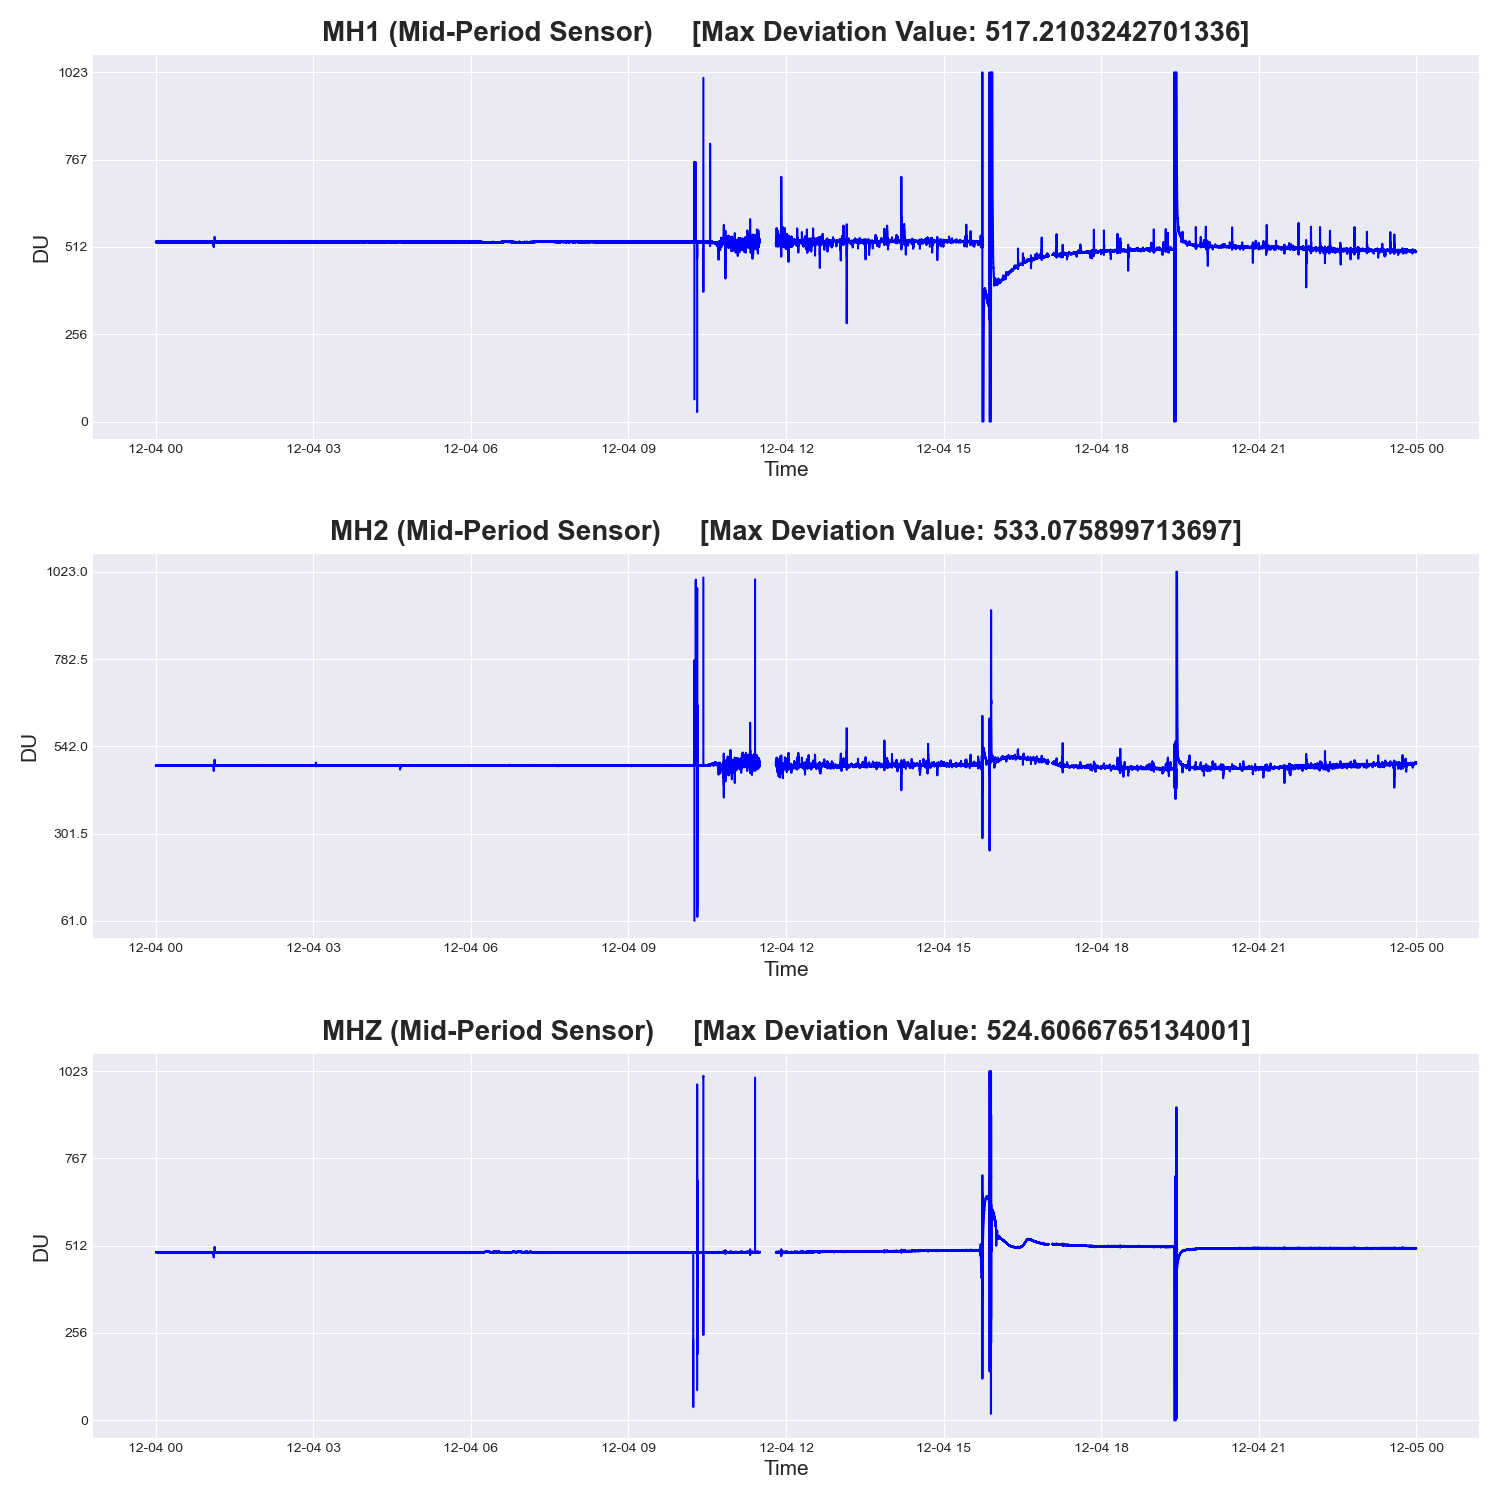 MH1 (Mid-Period Sensor) [Max Deviation Value: 517.2103242701336]
1023
767
512
256
0
DU
12-04 00 12-04 03 12-04 06 12-04 09 12-04 12 12-04 15 12-04 18 12-04 21 12-05 00
Time
MH2 (Mid-Period Sensor) [Max Deviation Value: 533.075899713697]
1023.0
782.5
542.0
301.5
61.0
DU
12-04 00 12-04 03 12-04 06 12-04 09 12-04 12 12-04 15 12-04 18 12-04 21 12-05 00
Time
MHZ (Mid-Period Sensor) [Max Deviation Value: 524.6066765134001]
1023
767
512
256
0
DU
12-04 00 12-04 03 12-04 06 12-04 09 12-04 12 12-04 15 12-04 18 12-04 21 12-05 00
Time